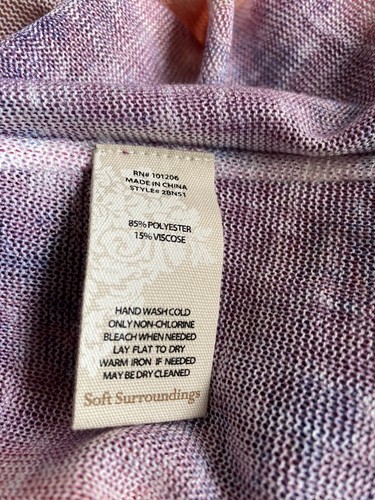 RN# 101206
MADE IN CHINA
STYLE# 2BN51
85% POLYESTER
15% VISCOSE
HAND WASH COLD
ONLY NON-CHLORINE
BLEACH WHEN NEEDED
LAY FLAT TO DRY
WARM IRON IF NEEDED
MAY BE DRY CLEANED
Soft Surroundings